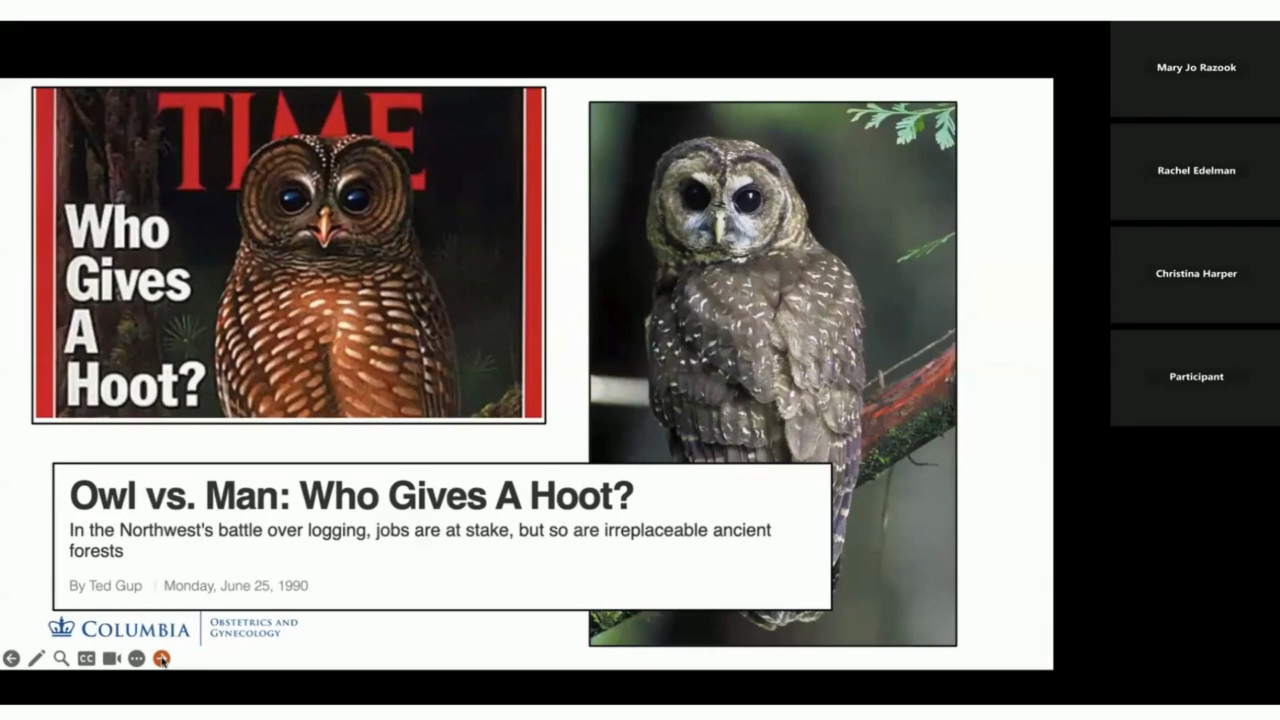 TIME
Who
Gives
A
Hoot?
Owl vs. Man: Who Gives A Hoot?
In the Northwest's battle over logging, jobs are at stake, but so are irreplaceable ancient
forests
By Ted Gup | Monday, June 25, 1990
COLUMBIA
OBSTETRICS AND
GYNECOLOGY
CC
Mary Jo Razook
Rachel Edelman
Christina Harper
Participant